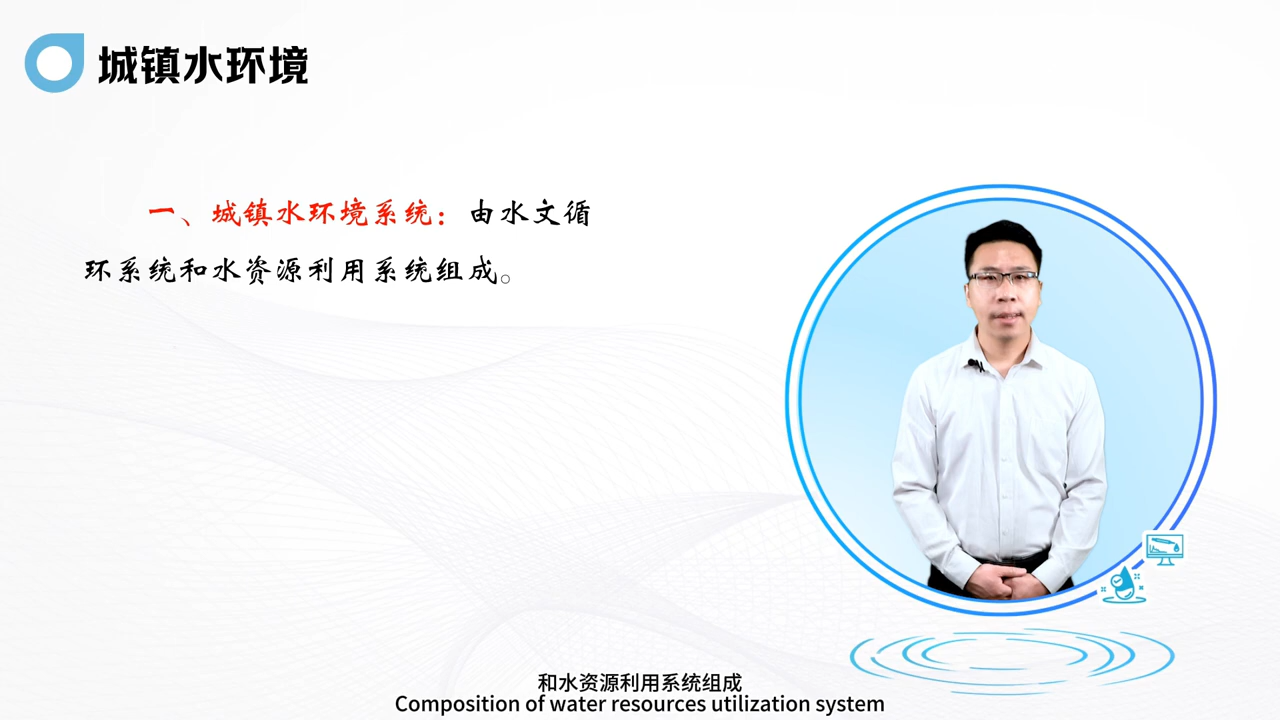 城镇水环境
一、城镇水环境系统：由水文循
环系统和水资源利用系统组成。
和水资源利用系统组成
Composition of water resources utilization system